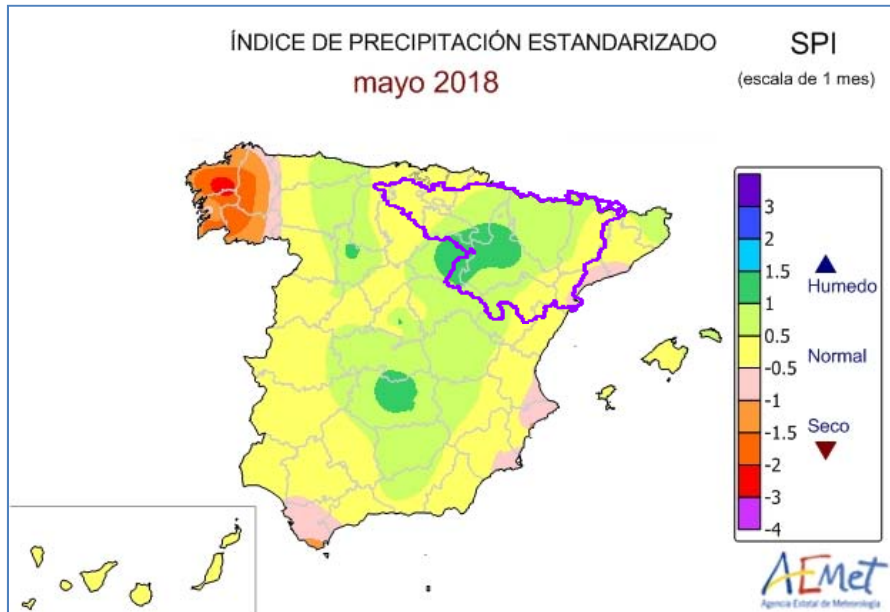 ÍNDICE DE PRECIPITACIÓN ESTANDARIZADO
mayo 2018
SPI
(escala de 1 mes)
3
2
1.5
1
0.5
-0.5
-1
-1.5
-2
-3
-4
Humedo
Normal
Seco
AEMet
Agencia Estatal de Meteorología